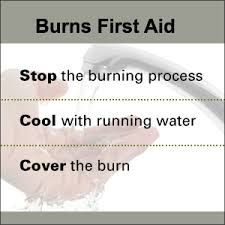 Burns First Aid
Stop the burning process
Cool with running water
Cover the burn